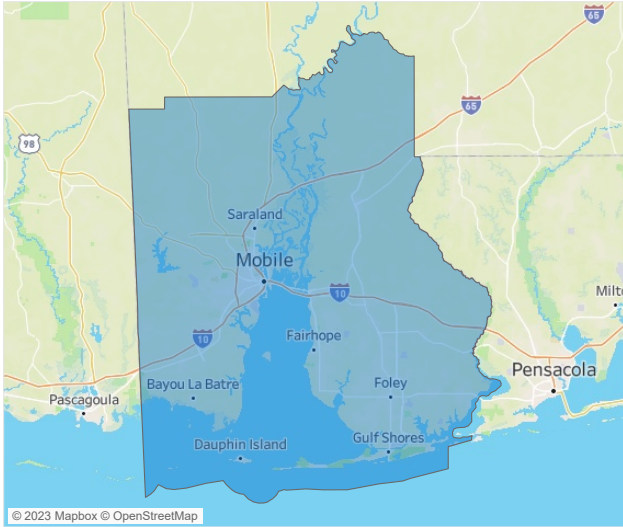 65
65
98
Saraland
Mobile
10
Milt
10
Fairhope
Pensacola
Bayou La Batre
Foley
Pascagoula
Gulf Shores
Dauphin Island
© 2023 Mapbox © OpenStreetMap